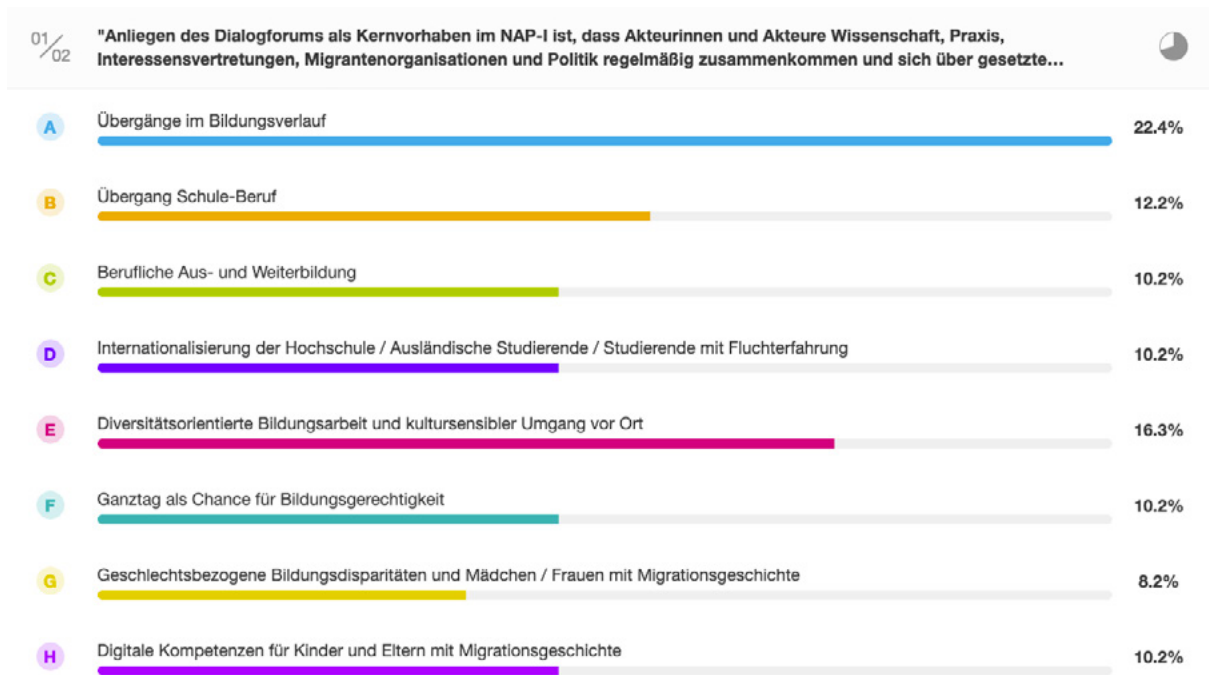 01/02
"Anliegen des Dialogforums als Kernvorhaben im NAP-I ist, dass Akteurinnen und Akteure Wissenschaft, Praxis,
Interessensvertretungen, Migrantenorganisationen und Politik regelmäßig zusammenkommen und sich über gesetzte...
A Übergänge im Bildungsverlauf 22.4%
B Übergang Schule-Beruf 12.2%
C Berufliche Aus- und Weiterbildung 10.2%
D Internationalisierung der Hochschule / Ausländische Studierende / Studierende mit Fluchterfahrung 10.2%
E Diversitätsorientierte Bildungsarbeit und kultursensibler Umgang vor Ort 16.3%
F Ganztag als Chance für Bildungsgerechtigkeit 10.2%
G Geschlechtsbezogene Bildungsdisparitäten und Mädchen / Frauen mit Migrationsgeschichte 8.2%
H Digitale Kompetenzen für Kinder und Eltern mit Migrationsgeschichte 10.2%